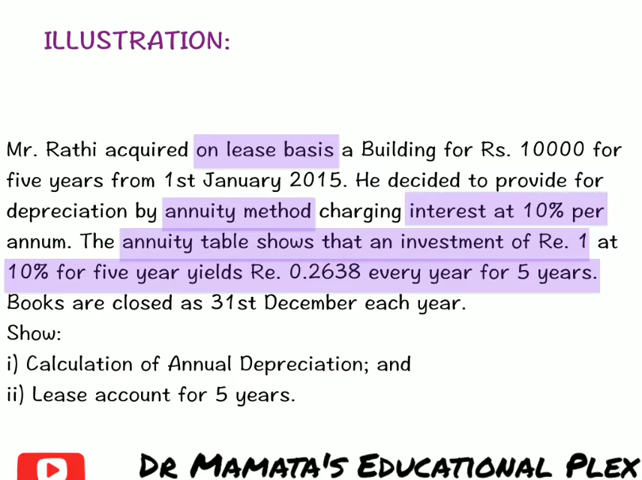 ILLUSTRATION:
Mr. Rathi acquired on lease basis a Building for Rs. 10000 for
five years from 1st January 2015. He decided to provide for
depreciation by annuity method charging interest at 10% per
annum. The annuity table shows that an investment of Re. 1 at
10% for five year yields Re. 0.2638 every year for 5 years.
Books are closed as 31st December each year.
Show:
i) Calculation of Annual Depreciation; and
ii) Lease account for 5 years.
DR MAMATA'S EDUCATIONAL PLEX